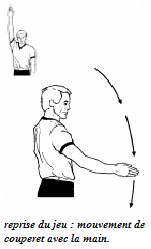 reprise du jeu : mouvement de
couperet avec la main.